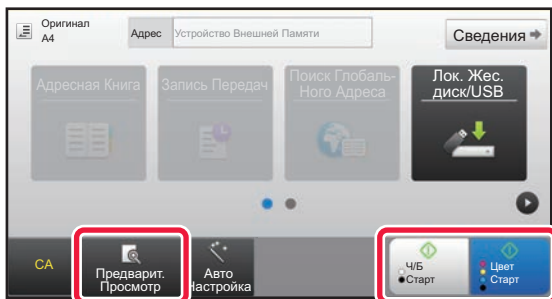 Оригинал
A4
Адрес
Устройство Внешней Памяти
Сведения
Адресная Книга
Запись Передач
Поиск Глобаль-
Ного Адреса
Лок. Жес.
диск/USB
CA
Предварит.
Просмотр
Авто
Настройка
Ч/Б
Старт
Цвет
Старт